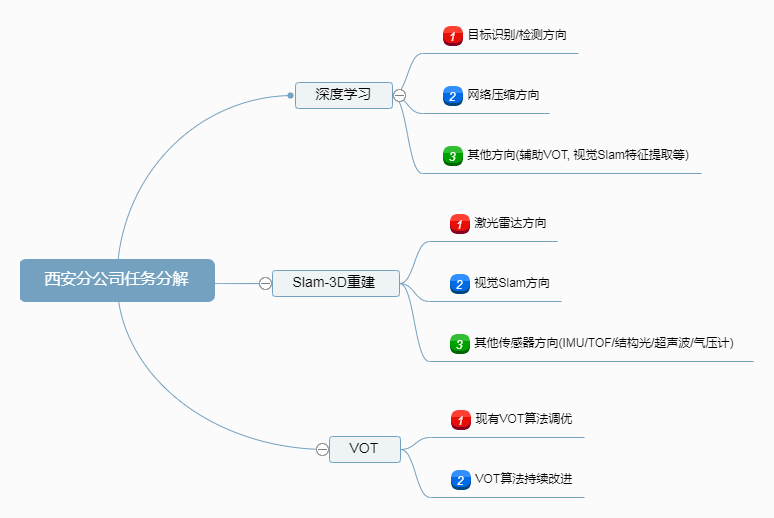 西安分公司任务分解
深度学习
1 目标识别/检测方向
2 网络压缩方向
3 其他方向(辅助VOT, 视觉Slam特征提取等)
Slam-3D重建
1 激光雷达方向
2 视觉Slam方向
3 其他传感器方向(IMU/TOF/结构光/超声波/气压计)
VOT
1 现有VOT算法调优
2 VOT算法持续改进